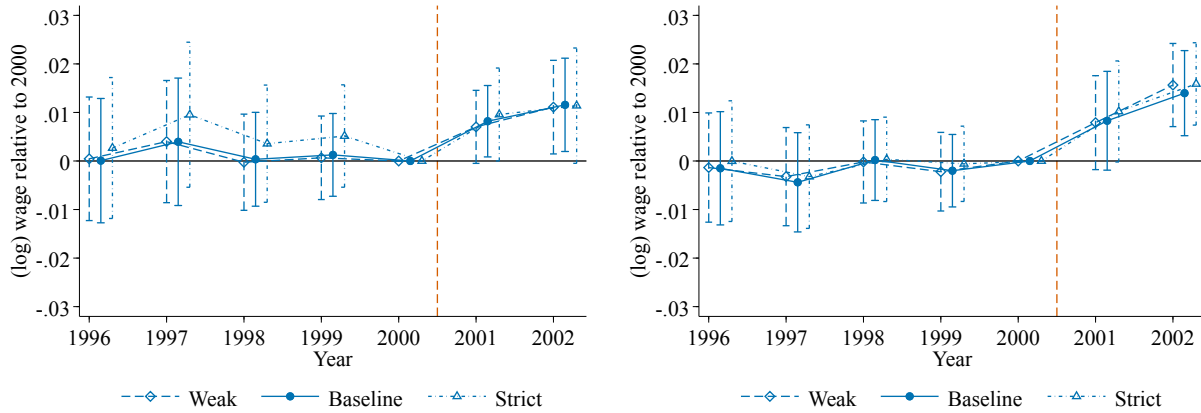 (log) wage relative to 2000
.03
.02
.01
0
-.01
-.02
-.03
1996 1997 1998 1999 2000 2001 2002
Year
Weak Baseline Strict
(log) wage relative to 2000
.03
.02
.01
0
-.01
-.02
-.03
1996 1997 1998 1999 2000 2001 2002
Year
Weak Baseline Strict